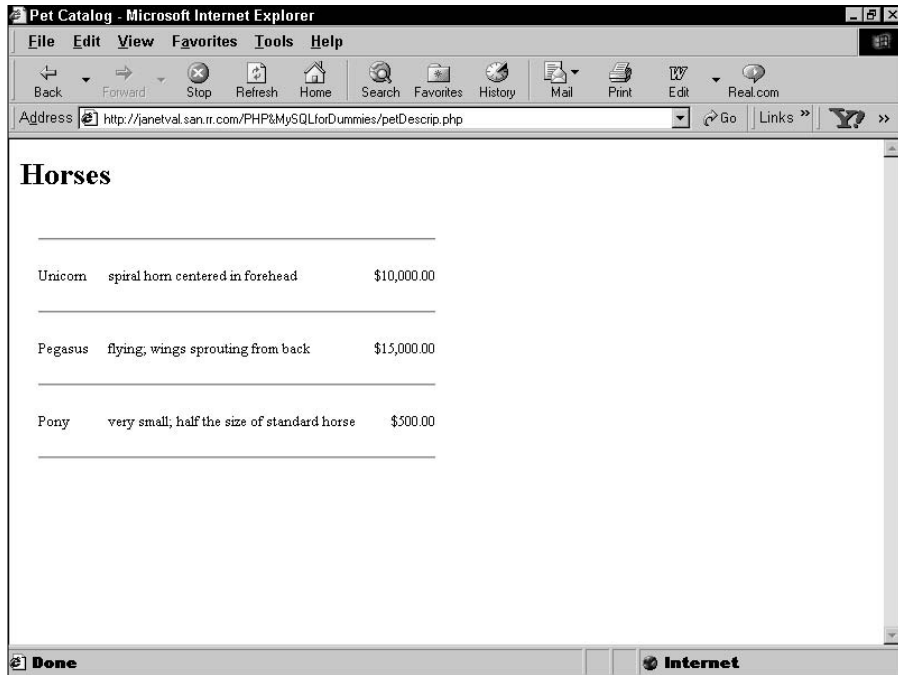 Pet Catalog - Microsoft Internet Explorer
File Edit View Favorites Tools Help
Back Forward Stop Refresh Home Search Favorites History Mail Print Edit Real.com
Address http://janetval.san.rr.com/PHP&MySQLforDummies/petDescrip.php Go Links »
Horses
Unicorn spiral horn centered in forehead $10,000.00
Pegasus flying; wings sprouting from back $15,000.00
Pony very small; half the size of standard horse $500.00
Done Internet